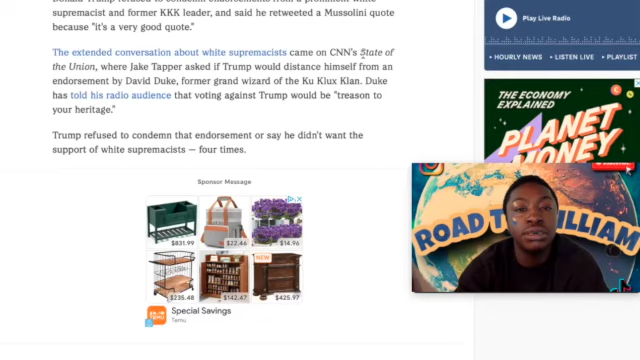 Donald Trump refused to condemn endorsements from a prominent white
supremacist and former KKK leader, and said he retweeted a Mussolini quote
because "it's a very good quote."
The extended conversation about white supremacists came on CNN's State of
the Union, where Jake Tapper asked if Trump would distance himself from an
endorsement by David Duke, former grand wizard of the Ku Klux Klan. Duke
has told his radio audience that voting against Trump would be "treason to
your heritage."
Trump refused to condemn that endorsement or say he didn't want the
support of white supremacists — four times.
Sponsor Message
$831.99
$22.46
$14.96
NEW
$235.48
$142.47
$425.97
Special Savings
Temu
Play Live Radio
HOURLY NEWS
LISTEN LIVE
PLAYLIST
THE ECONOMY
EXPLAINED
PLANET
MONEY
ROAD T
ILLIAM